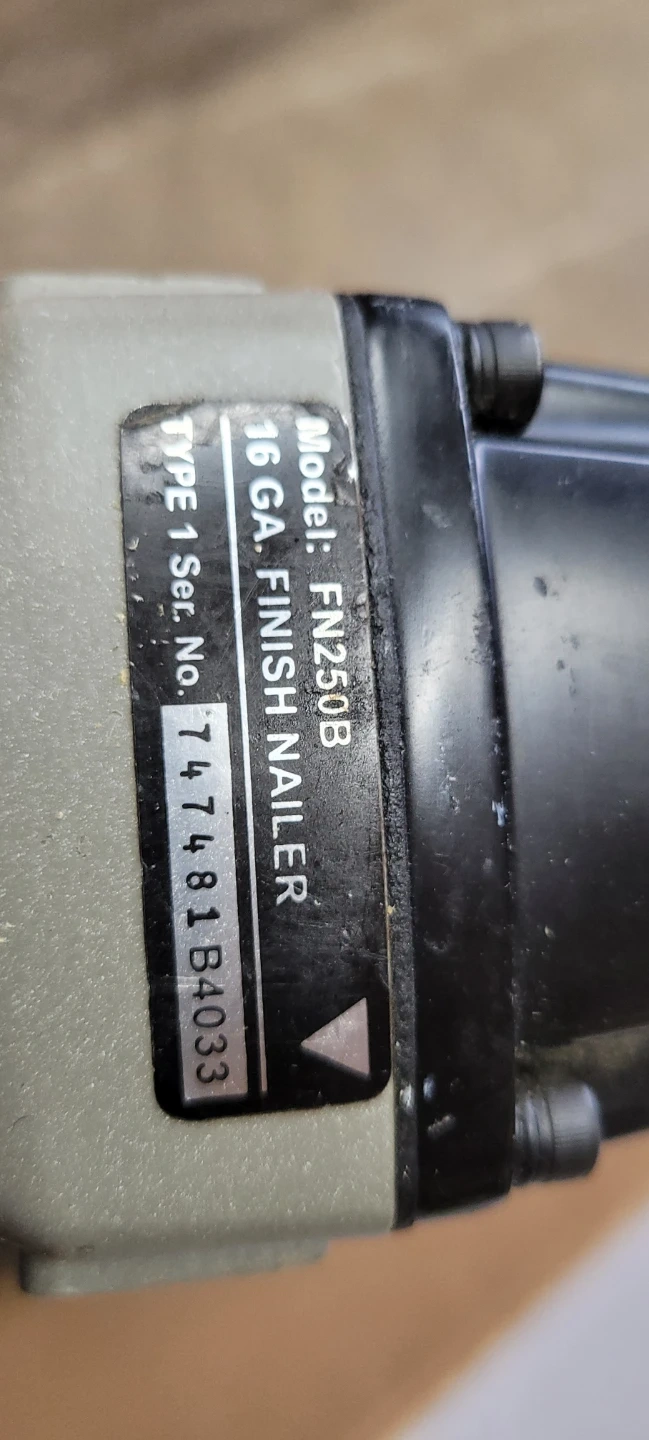 Model: FN250B
16 GA. FINISH NAILER
TYPE 1 Ser. No. 747481B4033